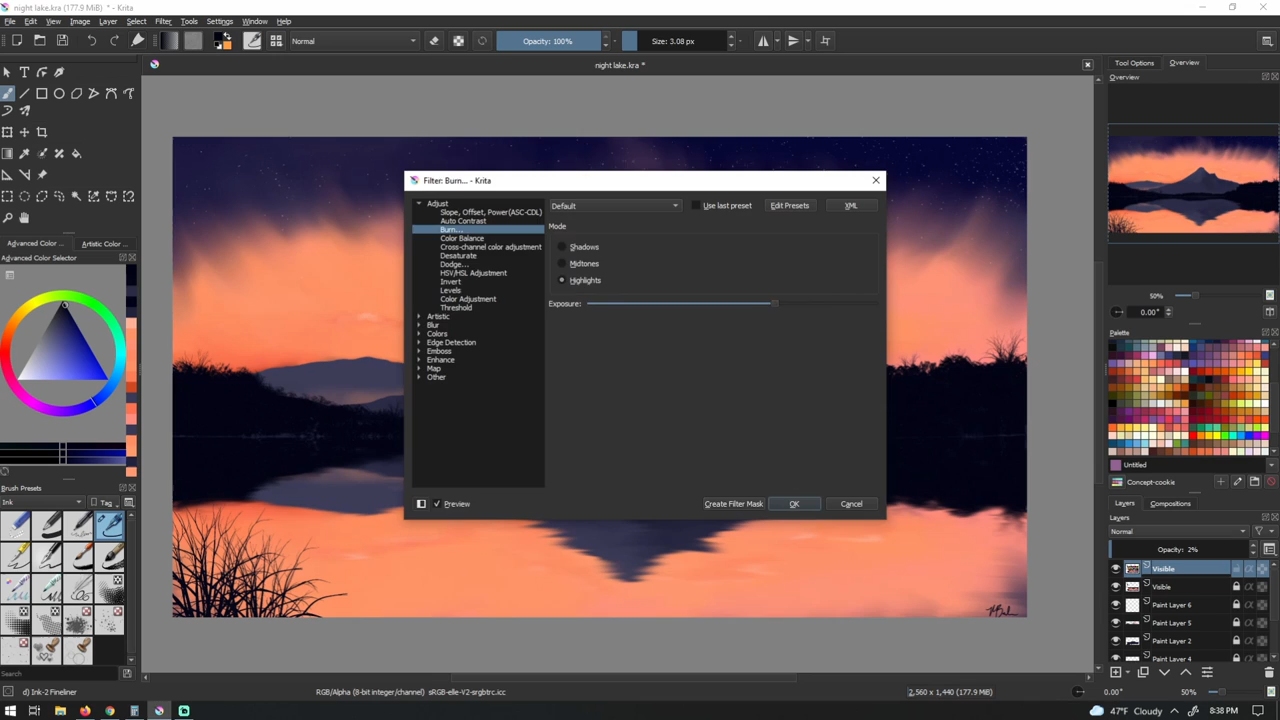 night lake.kra (177.9 MiB) * - Krita
File Edit View Image Layer Select Filter Tools Settings Window Help
Normal
Opacity: 100%
Size: 3.08 px
night lake.kra *
Tool Options
Overview
Overview
Filter: Burn... - Krita
Adjust
Slope, Offset, Power(ASC-CDL)
Auto Contrast
Burn...
Color Balance
Cross-channel color adjustment
Desaturate
Dodge...
HSV/HSL Adjustment
Invert
Levels
Color Adjustment
Threshold
Artistic
Blur
Colors
Edge Detection
Emboss
Enhance
Map
Other
Default
Use last preset
Edit Presets
XML
Mode
Shadows
Midtones
Highlights
Exposure:
Preview
Create Filter Mask
OK
Cancel
Advanced Color ...
Artistic Color ...
Advanced Color Selector
Brush Presets
Ink
Tag
Search
50%
0.00°
Palette
Untitled
Concept-cookie
Layers
Compositions
Layers
Normal
Opacity: 2%
Visible
Visible
Paint Layer 6
Paint Layer 5
Paint Layer 2
Paint Layer 4
d) Ink-2 Fineliner
RGB/Alpha (8-bit integer/channel) sRGB-elle-V2-srgbtrc.icc
2,560 x 1,440 (177.9 MiB)
0.00°
50%
47°F Cloudy
8:38 PM